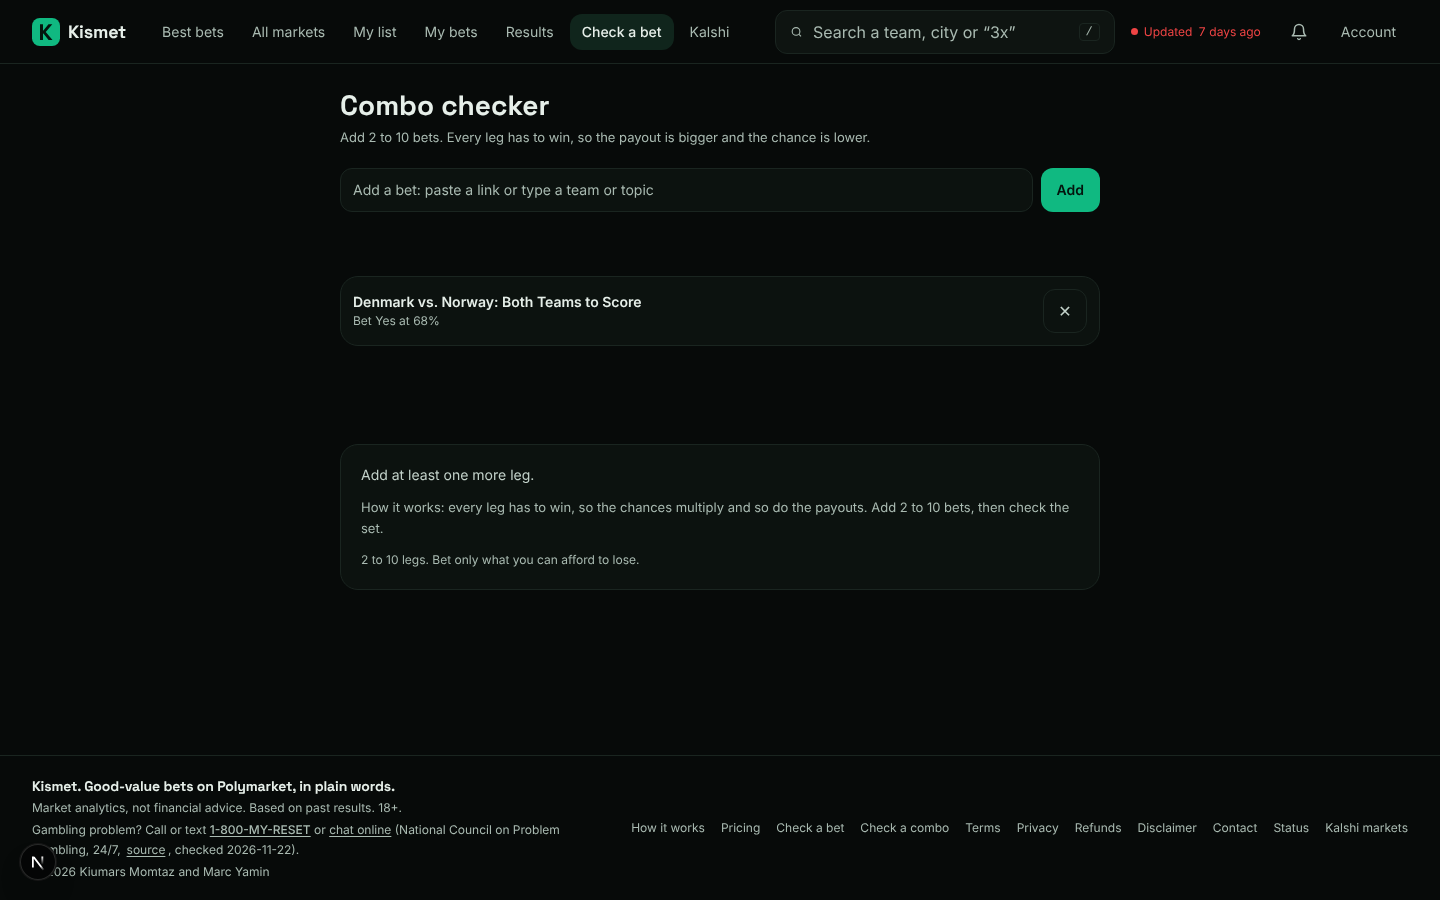 K Kismet Best bets All markets My list My bets Results Check a bet Kalshi Search a team, city or “3x” / Updated 7 days ago Account
Combo checker
Add 2 to 10 bets. Every leg has to win, so the payout is bigger and the chance is lower.
Add a bet: paste a link or type a team or topic Add
Denmark vs. Norway: Both Teams to Score
Bet Yes at 68%
Add at least one more leg.
How it works: every leg has to win, so the chances multiply and so do the payouts. Add 2 to 10 bets, then check the
set.
2 to 10 legs. Bet only what you can afford to lose.
Kismet. Good-value bets on Polymarket, in plain words.
Market analytics, not financial advice. Based on past results. 18+.
Gambling problem? Call or text 1-800-MY-RESET or chat online (National Council on Problem
mbling, 24/7, source , checked 2026-11-22).
026 Kiumars Momtaz and Marc Yamin
How it works Pricing Check a bet Check a combo Terms Privacy Refunds Disclaimer Contact Status Kalshi markets
N